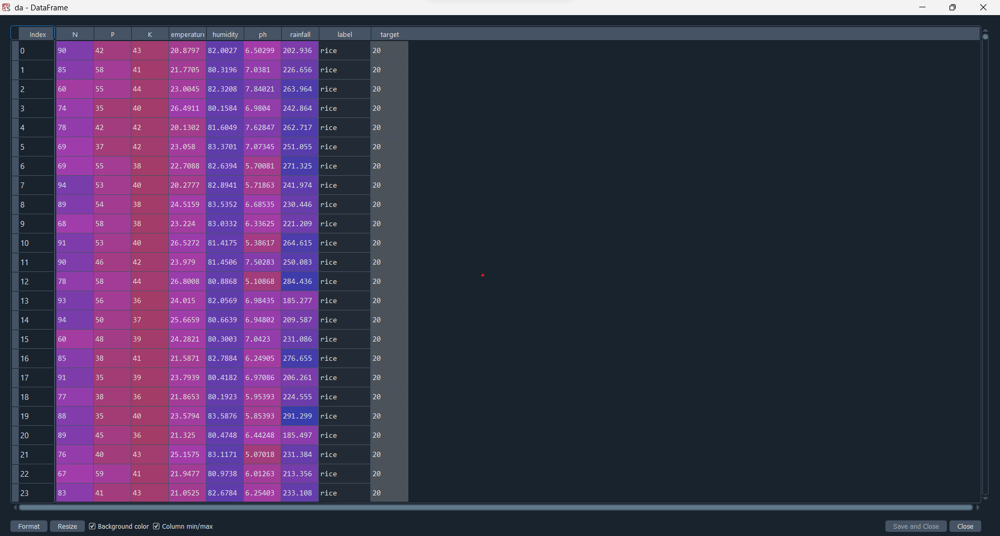 da - DataFrame
Index N P K emperature humidity ph rainfall label target
0 90 42 43 20.8797 82.0027 6.50299 202.936 rice 20
1 85 58 41 21.7705 80.3196 7.0381 226.656 rice 20
2 60 55 44 23.0045 82.3208 7.84021 263.964 rice 20
3 74 35 40 26.4911 80.1584 6.9804 242.864 rice 20
4 78 42 42 20.1302 81.6049 7.62847 262.717 rice 20
5 69 37 42 23.058 83.3701 7.07345 251.055 rice 20
6 69 55 38 22.7088 82.6394 5.70081 271.325 rice 20
7 94 53 40 20.2777 82.8941 5.71863 241.974 rice 20
8 89 54 38 24.5159 83.5352 6.68535 230.446 rice 20
9 68 58 38 23.224 83.0332 6.33625 221.209 rice 20
10 91 53 40 26.5272 81.4175 5.38617 264.615 rice 20
11 90 46 42 23.979 81.4506 7.50283 250.083 rice 20
12 78 58 44 26.8008 80.8868 5.10868 284.436 rice 20
13 93 56 36 24.015 82.0569 6.98435 185.277 rice 20
14 94 50 37 25.6659 80.6639 6.94802 209.587 rice 20
15 60 48 39 24.2821 80.3003 7.0423 231.086 rice 20
16 85 38 41 21.5871 82.7884 6.24905 276.655 rice 20
17 91 35 39 23.7939 80.4182 6.97086 206.261 rice 20
18 77 38 36 21.8653 80.1923 5.95393 224.555 rice 20
19 88 35 40 23.5794 83.5876 5.85393 291.299 rice 20
20 89 45 36 21.325 80.4748 6.44248 185.497 rice 20
21 76 40 43 25.1575 83.1171 5.07018 231.384 rice 20
22 67 59 41 21.9477 80.9738 6.01263 213.356 rice 20
23 83 41 43 21.0525 82.6784 6.25403 233.108 rice 20
Format Resize Background color Column min/max Save and Close Close